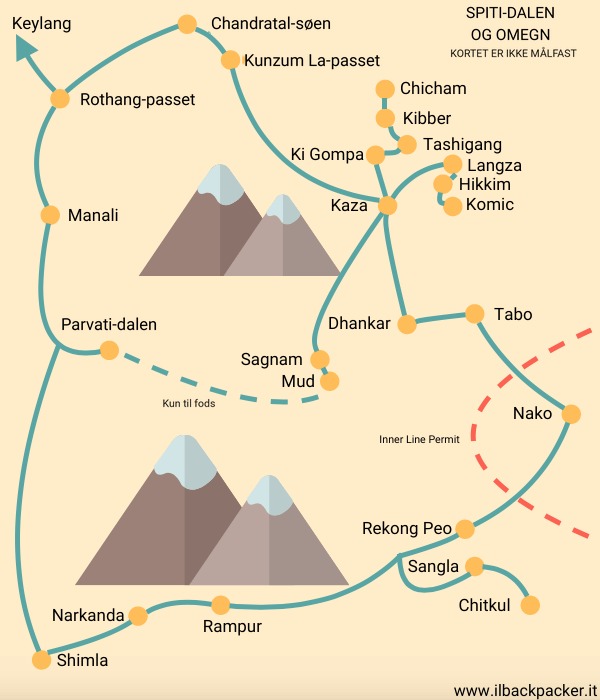 SPITI-DALEN
OG OMEGN
KORTET ER IKKE MÅLFAST
Keylang
Chandratal-søen
Kunzum La-passet
Rothang-passet
Chicham
Kibber
Tashigang
Ki Gompa
Langza
Hikkim
Komic
Kaza
Manali
Parvati-dalen
Dhankar
Tabo
Sagnam
Mud
Kun til fods
Nako
Inner Line Permit
Rekong Peo
Sangla
Chitkul
Narkanda
Rampur
Shimla
www.ilbackpacker.it